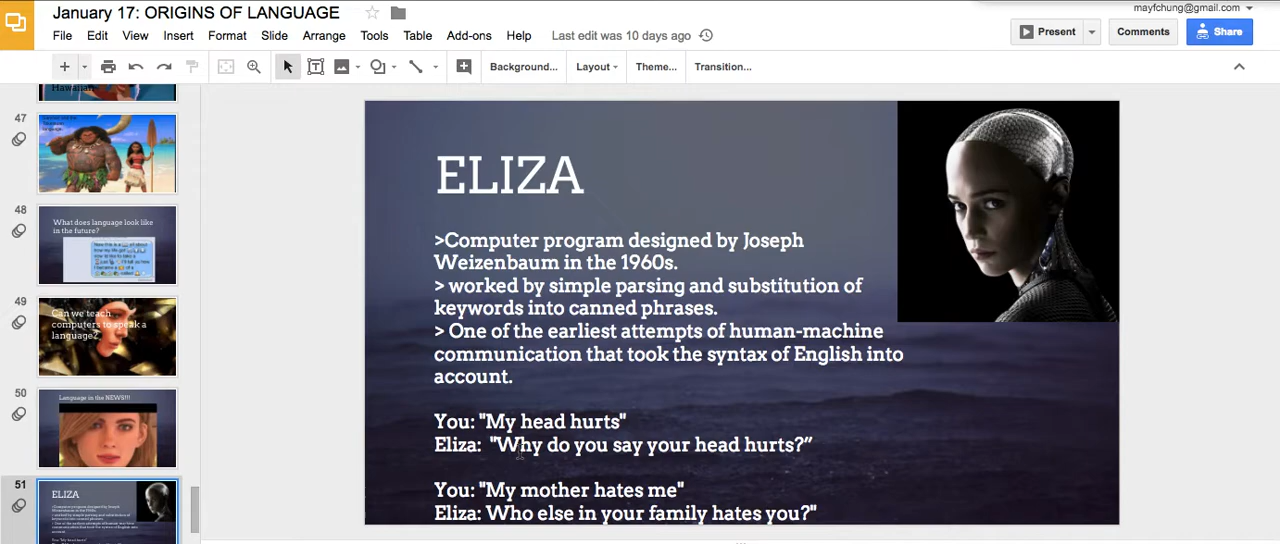 January 17: ORIGINS OF LANGUAGE
mayfchung@gmail.com
File Edit View Insert Format Slide Arrange Tools Table Add-ons Help Last edit was 10 days ago
Present Comments Share
Background... Layout Theme... Transition...
Hawaiian?
47
48
What does language look like
in the future?
49
Can we teach
computers to speak a
language?
50
Language in the NEWS!!!
51
ELIZA
ELIZA
>Computer program designed by Joseph
Weizenbaum in the 1960s.
> worked by simple parsing and substitution of
keywords into canned phrases.
> One of the earliest attempts of human-machine
communication that took the syntax of English into
account.
You: "My head hurts"
Eliza: "Why do you say your head hurts?”
You: "My mother hates me"
Eliza: Who else in your family hates you?"